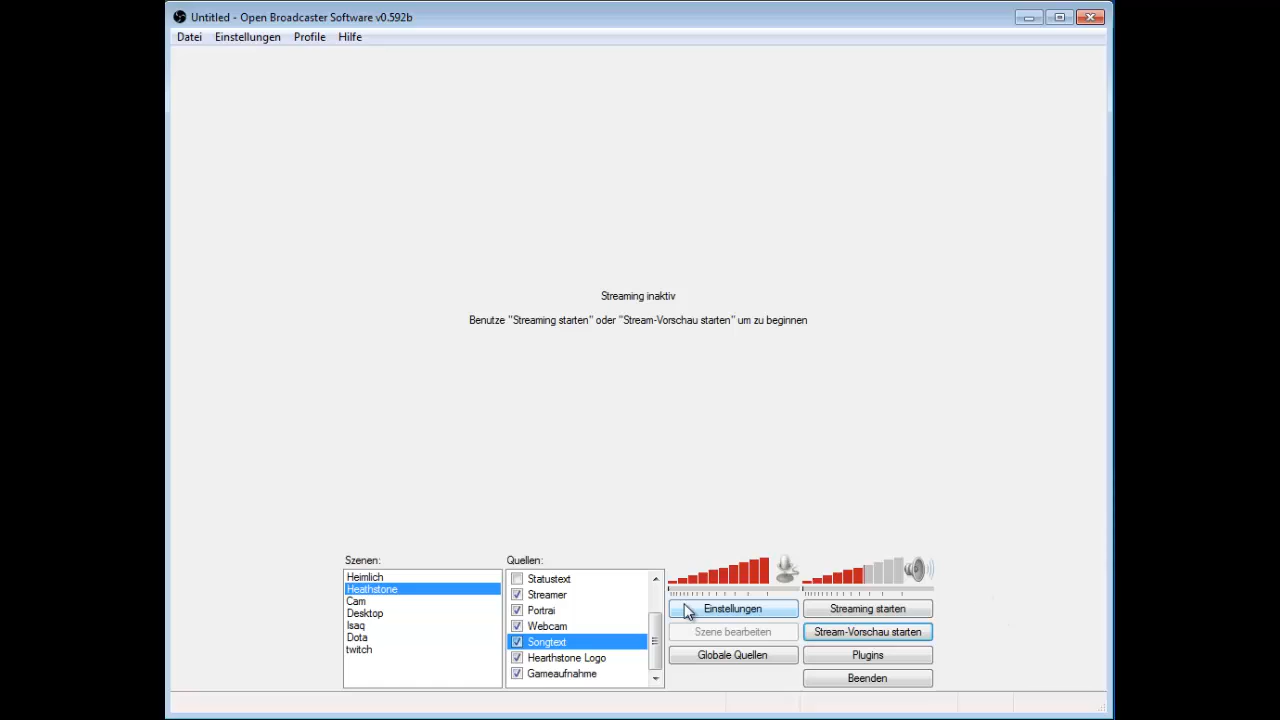 Untitled - Open Broadcaster Software v0.592b
Datei Einstellungen Profile Hilfe
Streaming inaktiv
Benutze "Streaming starten" oder "Stream-Vorschau starten" um zu beginnen
Szenen:
Heimlich
Heathstone
Cam
Desktop
Isaq
Dota
twitch
Quellen:
Statustext
Streamer
Portrai
Webcam
Songtext
Hearthstone Logo
Gameaufnahme
Einstellungen
Streaming starten
Szene bearbeiten
Stream-Vorschau starten
Globale Quellen
Plugins
Beenden